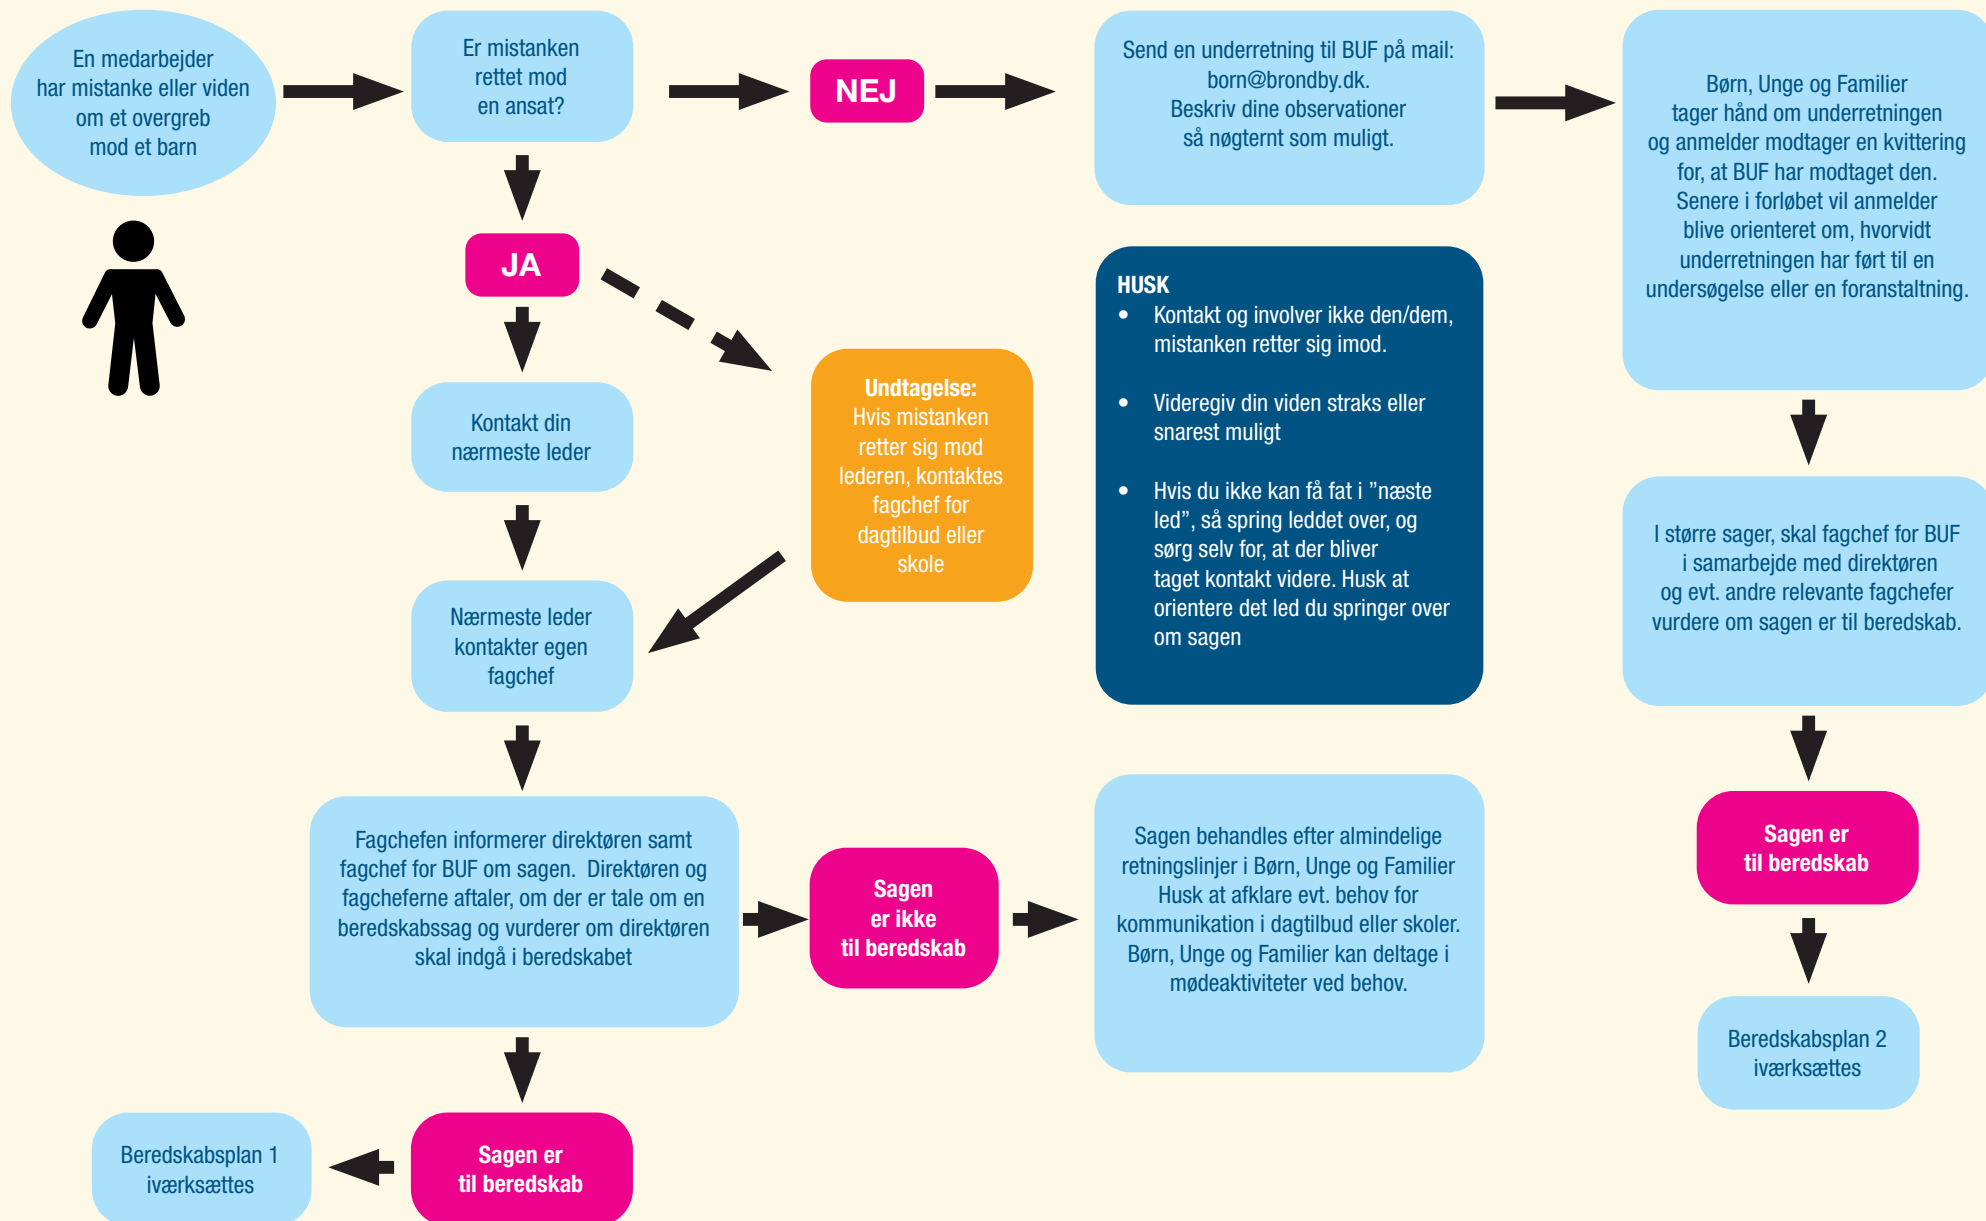 En medarbejder
har mistanke eller viden
om et overgreb
mod et barn
Er mistanken
rettet mod
en ansat?
NEJ
Send en underretning til BUF på mail:
born@brondby.dk.
Beskriv dine observationer
så nøgternt som muligt.
Børn, Unge og Familier
tager hånd om underretningen
og anmelder modtager en kvittering
for, at BUF har modtaget den.
Senere i forløbet vil anmelder
blive orienteret om, hvorvidt
underretningen har ført til en
undersøgelse eller en foranstaltning.
JA
Undtagelse:
Hvis mistanken
retter sig mod
lederen, kontaktes
fagchef for
dagtilbud eller
skole
HUSK
• Kontakt og involver ikke den/dem,
mistanken retter sig imod.
• Videregiv din viden straks eller
snarest muligt
• Hvis du ikke kan få fat i ”næste
led”, så spring leddet over, og
sørg selv for, at der bliver
taget kontakt videre. Husk at
orientere det led du springer over
om sagen
Kontakt din
nærmeste leder
Nærmeste leder
kontakter egen
fagchef
I større sager, skal fagchef for BUF
i samarbejde med direktøren
og evt. andre relevante fagchefer
vurdere om sagen er til beredskab.
Fagchefen informerer direktøren samt
fagchef for BUF om sagen. Direktøren og
fagcheferne aftaler, om der er tale om en
beredskabssag og vurderer om direktøren
skal indgå i beredskabet
Sagen
er ikke
til beredskab
Sagen behandles efter almindelige
retningslinjer i Børn, Unge og Familier
Husk at afklare evt. behov for
kommunikation i dagtilbud eller skoler.
Børn, Unge og Familier kan deltage i
mødeaktiviteter ved behov.
Sagen er
til beredskab
Beredskabsplan 2
iværksættes
Beredskabsplan 1
iværksættes
Sagen er
til beredskab